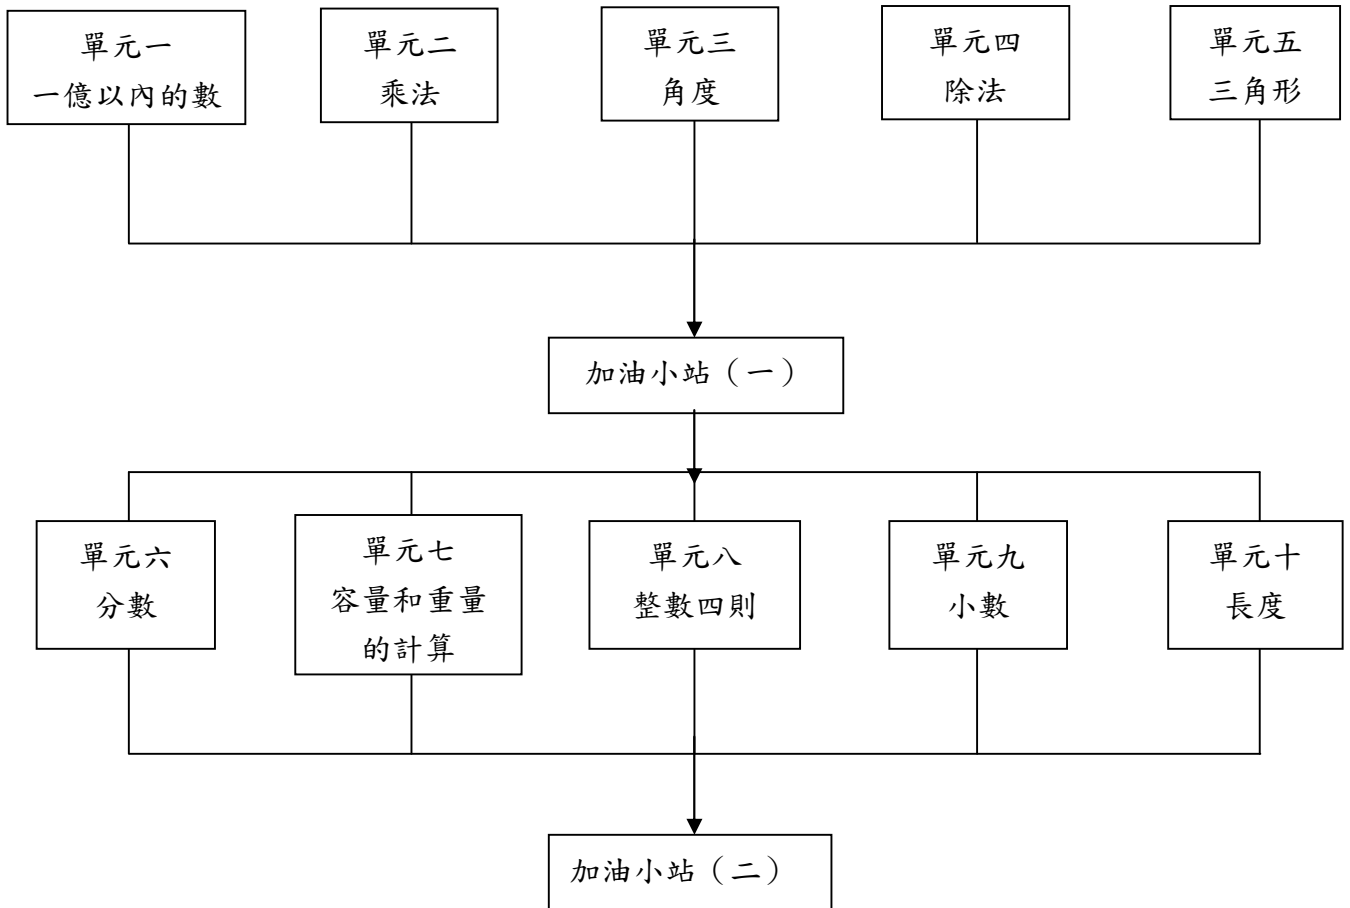 單元一
一億以內的數
單元二
乘法
單元三
角度
單元四
除法
單元五
三角形
加油小站（一）
單元六
分數
單元七
容量和重量
的計算
單元八
整數四則
單元九
小數
單元十
長度
加油小站（二）